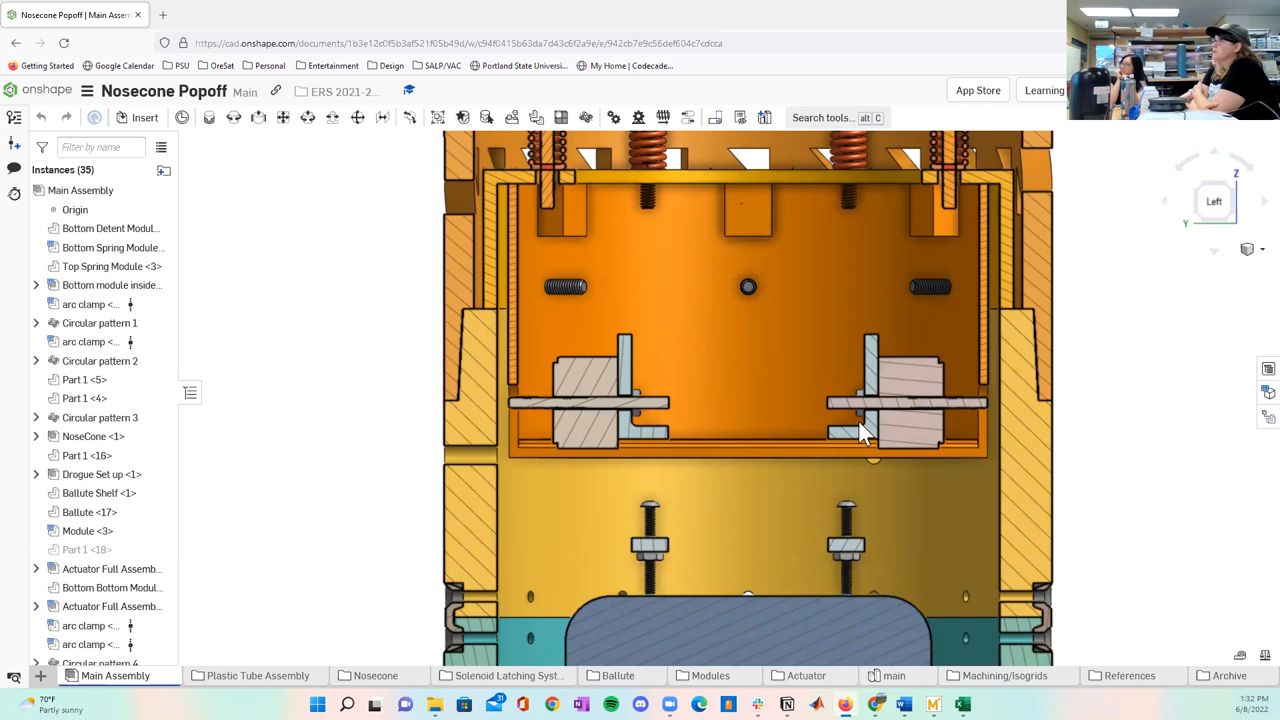 Nosecone Popoff | Main Assem
https://cad.onshape.com/documents/
Getting Started
Google Calendar
PSU
OreSat
Personal
Entertainment
Design
SALP/VAC
Portland State Universi...
My Home | Codecade...
onshape
Nosecone Popoff
Main
ERS 2021-2...
App Store
Learning
Insert
Search tools...
alt C
Filter by name
Instances (35)
Main Assembly
Origin
Bottom Detent Modul...
Bottom Spring Module...
Top Spring Module <3>
Bottom module inside...
arc clamp <...
Circular pattern 1
arc clamp <...
Circular pattern 2
Part 1 <5>
Part 1 <4>
Circular pattern 3
NoseCone <1>
Part 1 <16>
Drogue Set up <1>
Ballute Shelf <1>
Ballute <17>
Module <3>
Part 1 <18>
Actuator Full Assemb...
Bottom Bottom Modul...
Actuator Full Assemb...
arc clamp <...
arc clamp <...
Circular pattern 4
Z
Left
Y
Main Assembly
Plastic Tube Assembly
Nosecone
Solenoid Latching Syst...
Ballute
Modules
Actuator
main
Machining/Isogrids
References
Archive
70°F
Partly sunny
31
1:32 PM
6/8/2022